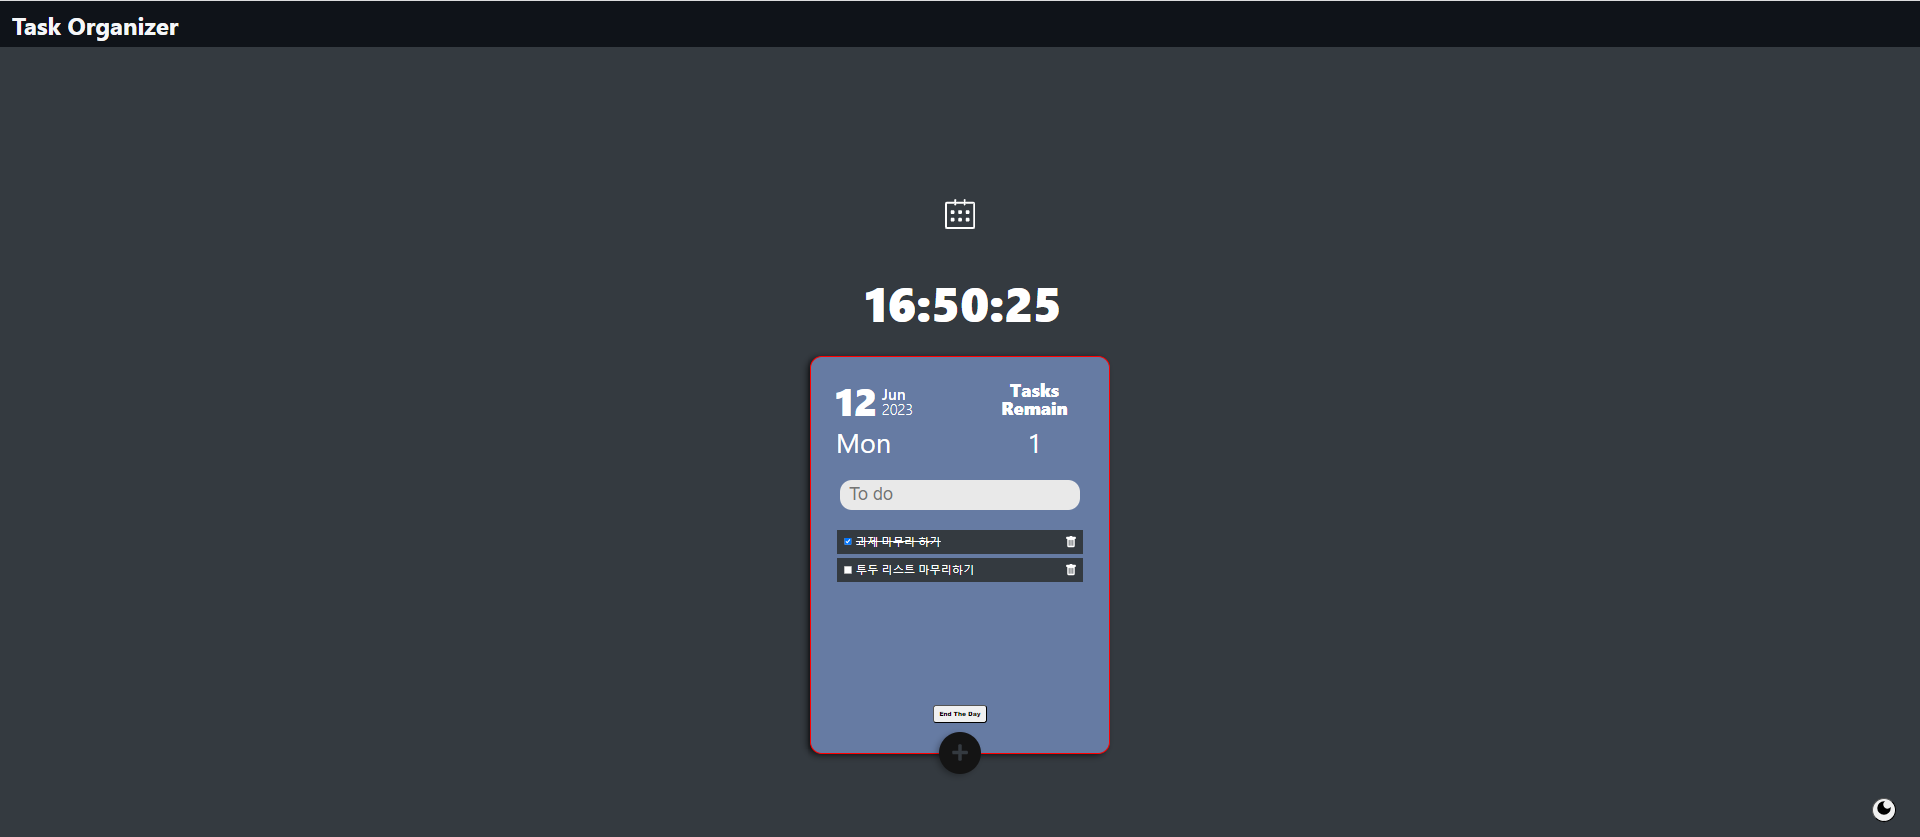 Task Organizer
16:50:25
12 Jun
2023
Mon
Tasks
Remain
1
To do
과제 마무리 하기
투두 리스트 마무리하기
End The Day
+